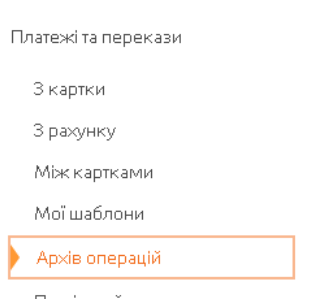 Платежі та перекази
З картки
З рахунку
Між картками
Мої шаблони
Архів операцій